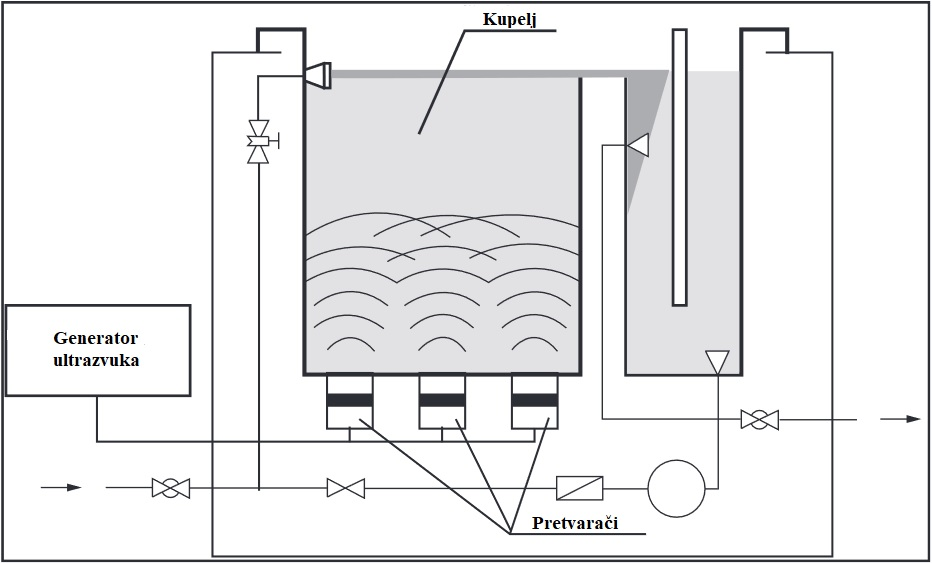 Kupelj
Generator
ultrazvuka
Pretvarači